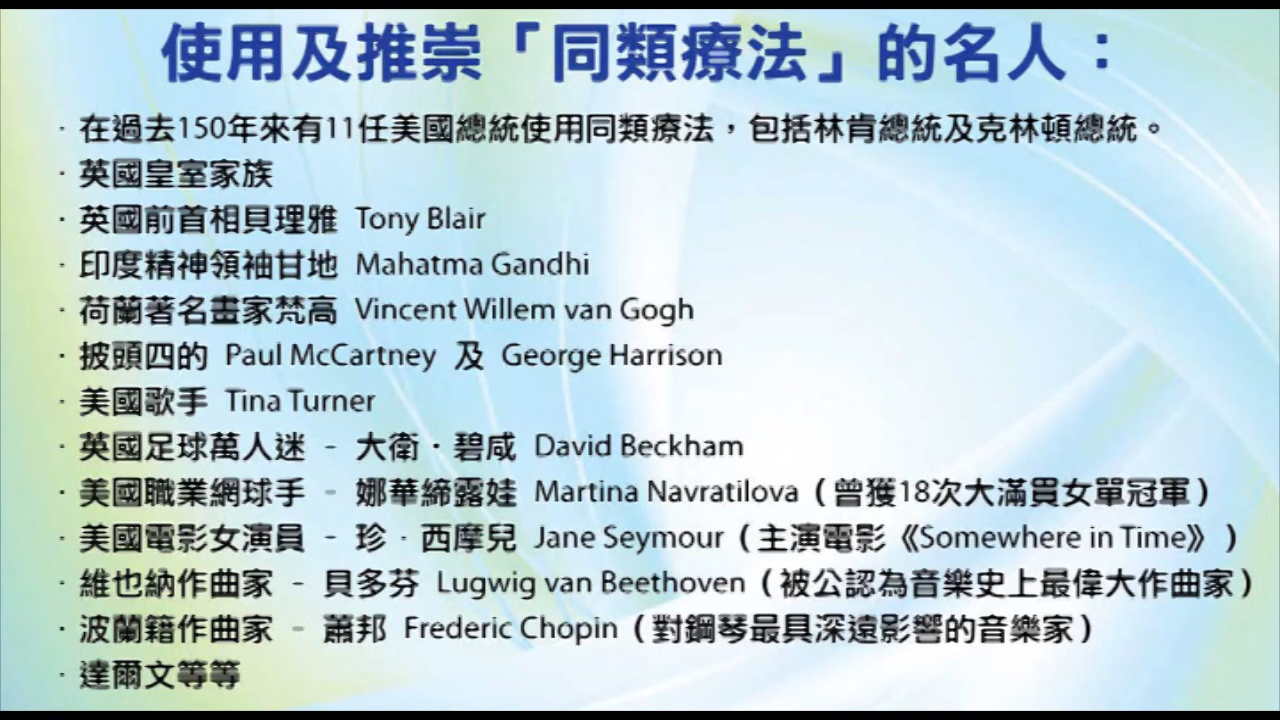 使用及推崇「同類療法」的名人：
· 在過去150年來有11任美國總統使用同類療法，包括林肯總統及克林頓總統。
· 英國皇室家族
· 英國前首相貝理雅 Tony Blair
· 印度精神領袖甘地 Mahatma Gandhi
· 荷蘭著名畫家梵高 Vincent Willem van Gogh
· 披頭四的 Paul McCartney 及 George Harrison
· 美國歌手 Tina Turner
· 英國足球萬人迷 - 大衛·碧咸 David Beckham
· 美國職業網球手 - 娜華締露娃 Martina Navratilova（曾獲18次大滿貫女單冠軍）
· 美國電影女演員 - 珍·西摩兒 Jane Seymour（主演電影《Somewhere in Time》）
· 維也納作曲家 - 貝多芬 Lugwig van Beethoven（被公認為音樂史上最偉大作曲家）
· 波蘭籍作曲家 - 蕭邦 Frederic Chopin（對鋼琴最具深遠影響的音樂家）
· 達爾文等等